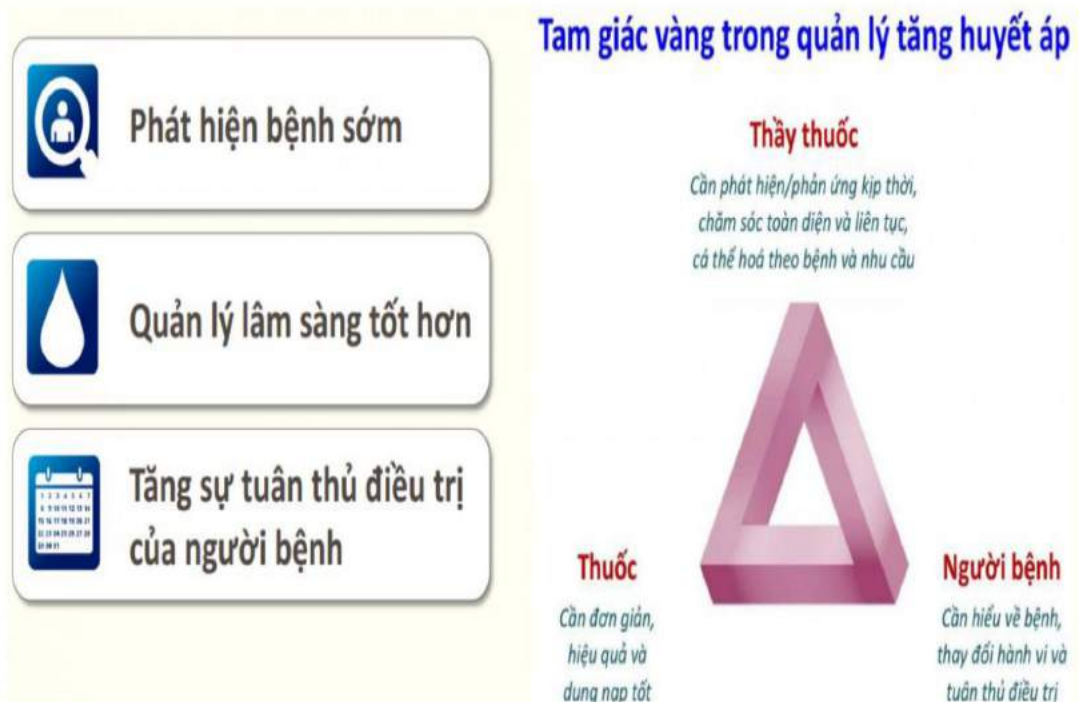 Phát hiện bệnh sớm
Quản lý lâm sàng tốt hơn
Tăng sự tuân thủ điều trị
của người bệnh
Tam giác vàng trong quản lý tăng huyết áp
Thầy thuốc
Cần phát hiện/phản ứng kịp thời,
chăm sóc toàn diện và liên tục,
cá thể hoá theo bệnh và nhu cầu
Thuốc
Cần đơn giản,
hiệu quả và
dung nạp tốt
Người bệnh
Cần hiểu về bệnh,
thay đổi hành vi và
tuân thủ điều trị